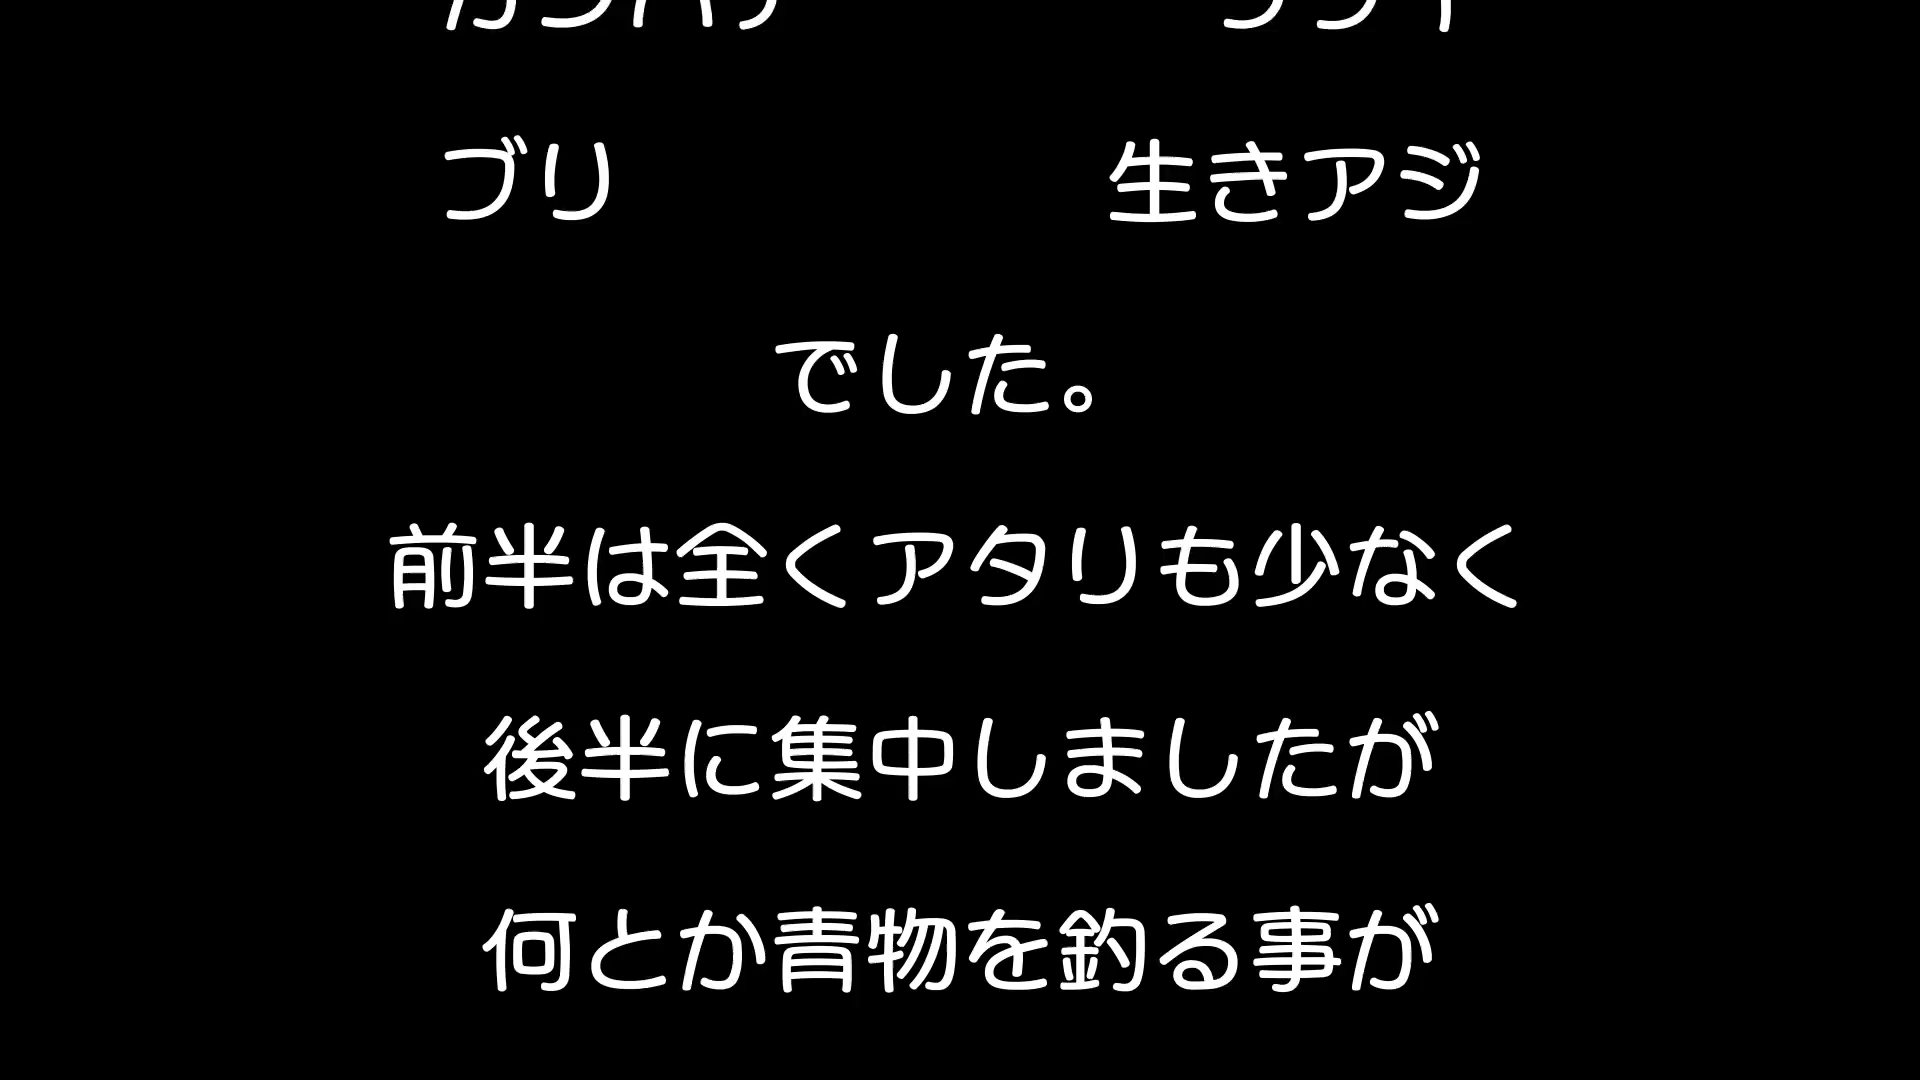 ブリ 生きアジ
でした。
前半は全くアタリも少なく
後半に集中しましたが
何とか青物を釣る事が